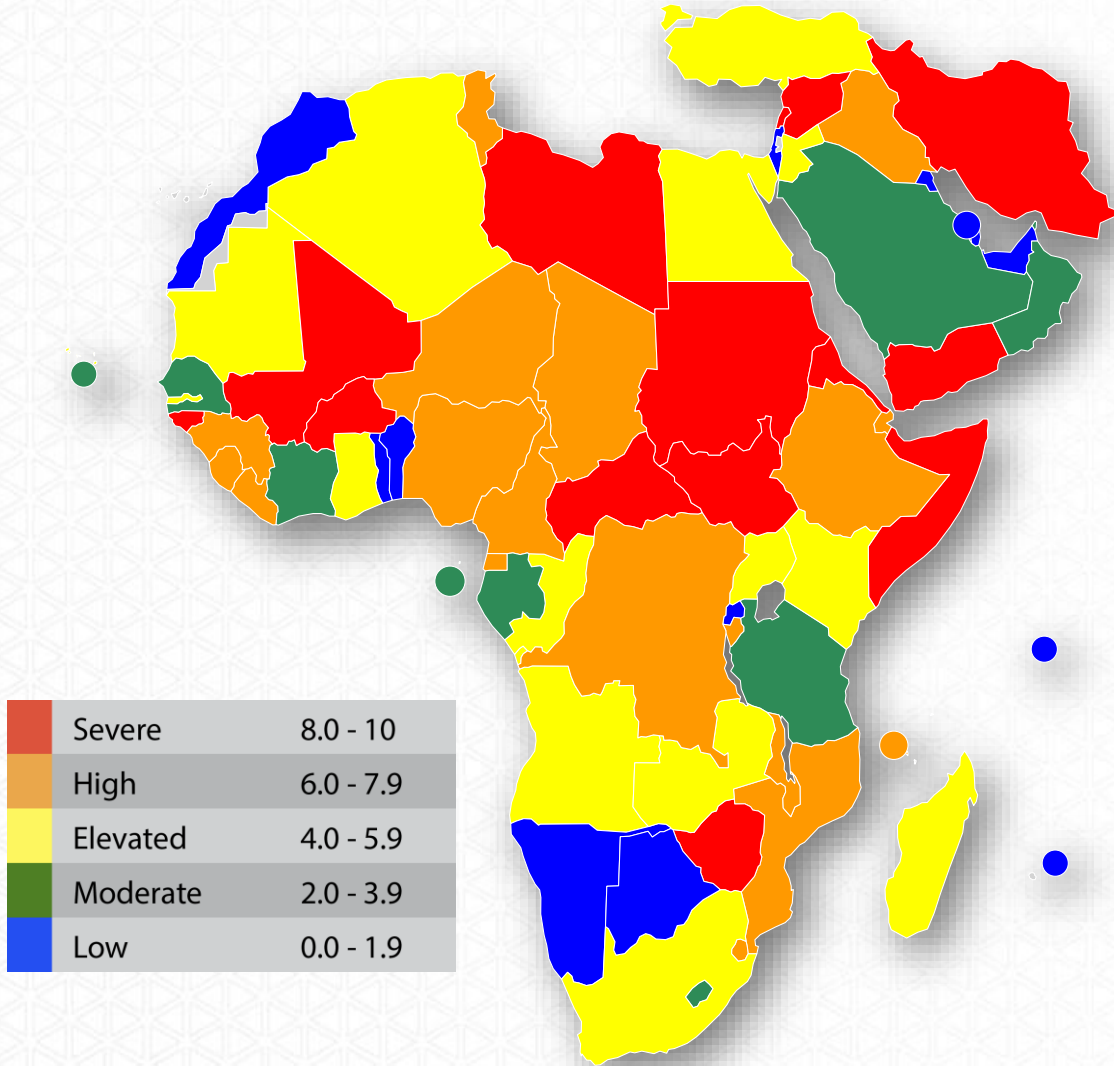 Severe 8.0 - 10
High 6.0 - 7.9
Elevated 4.0 - 5.9
Moderate 2.0 - 3.9
Low 0.0 - 1.9